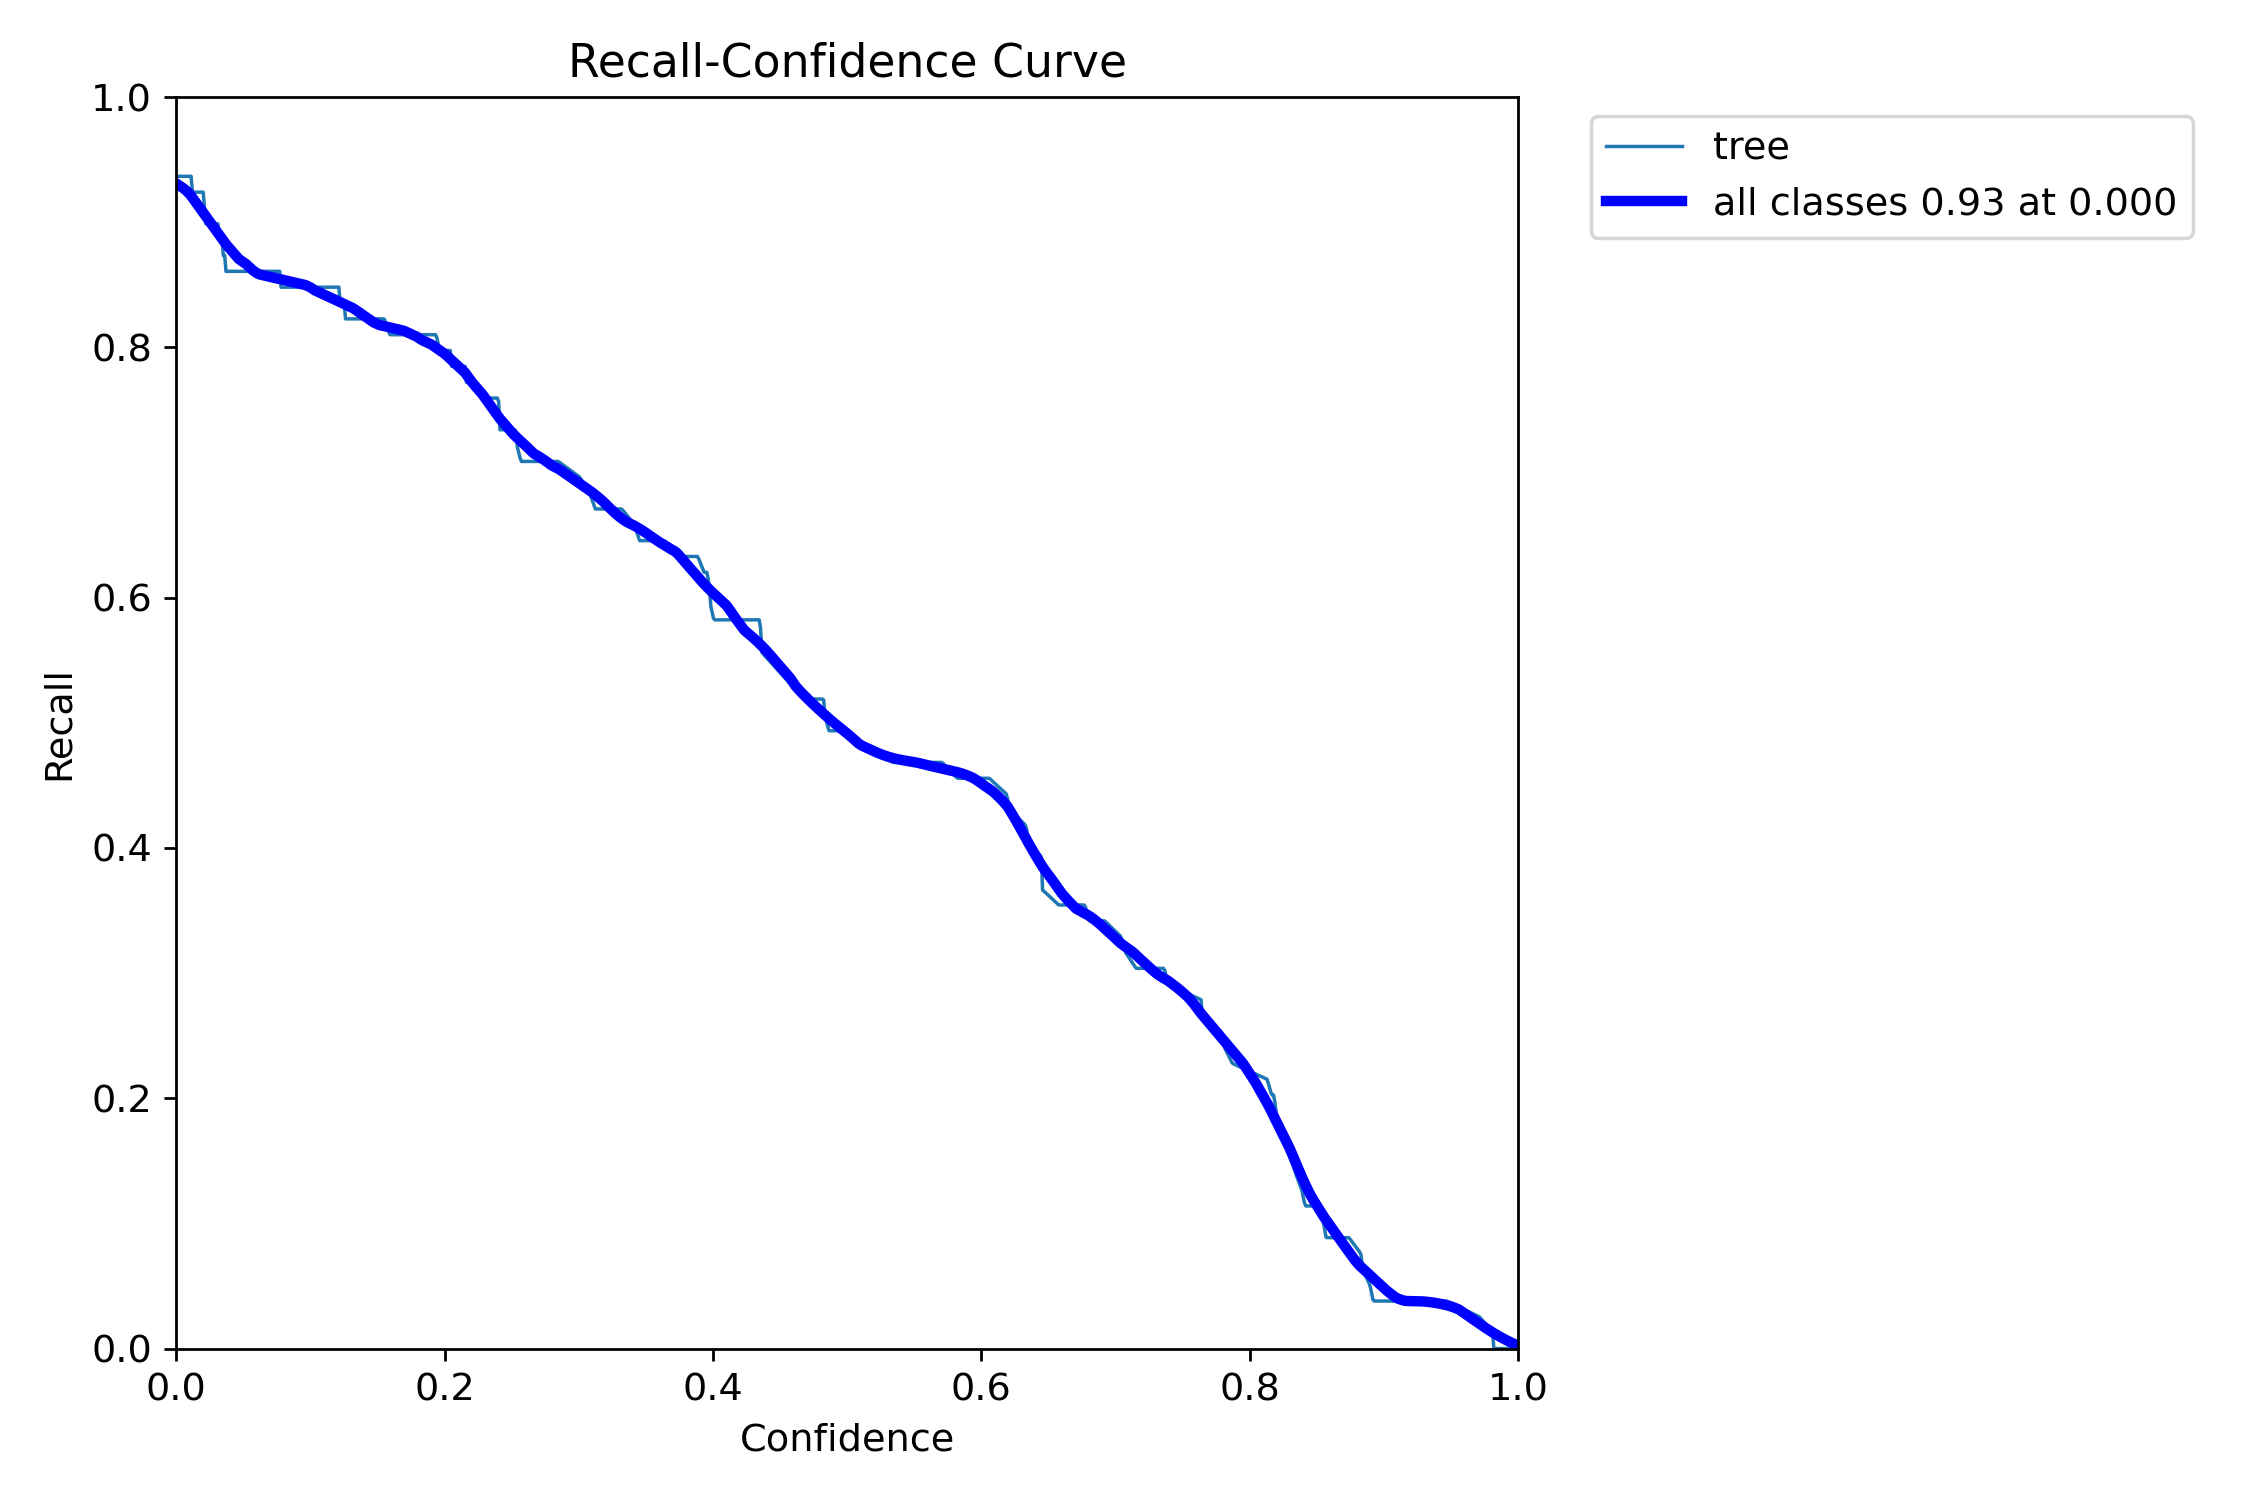 Recall-Confidence Curve
1.0
0.8
0.6
0.4
0.2
0.0
Recall
0.0 0.2 0.4 0.6 0.8 1.0
Confidence
tree
all classes 0.93 at 0.000